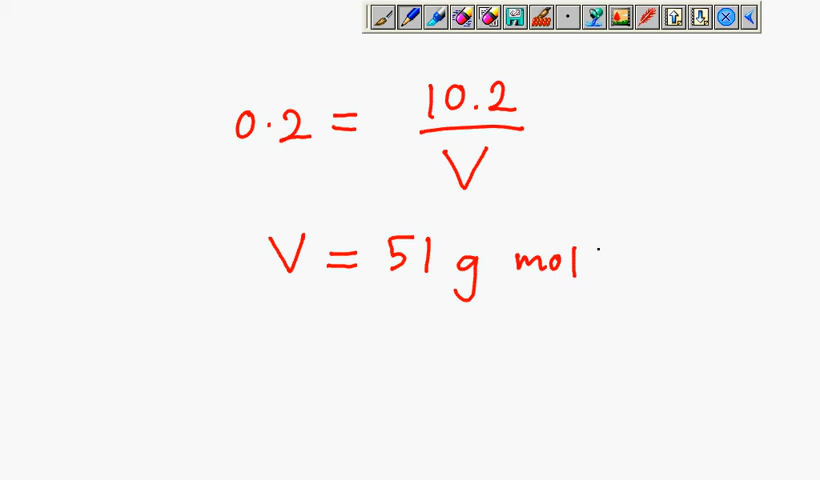 0.2 = 10.2 / V
V = 51 g mol